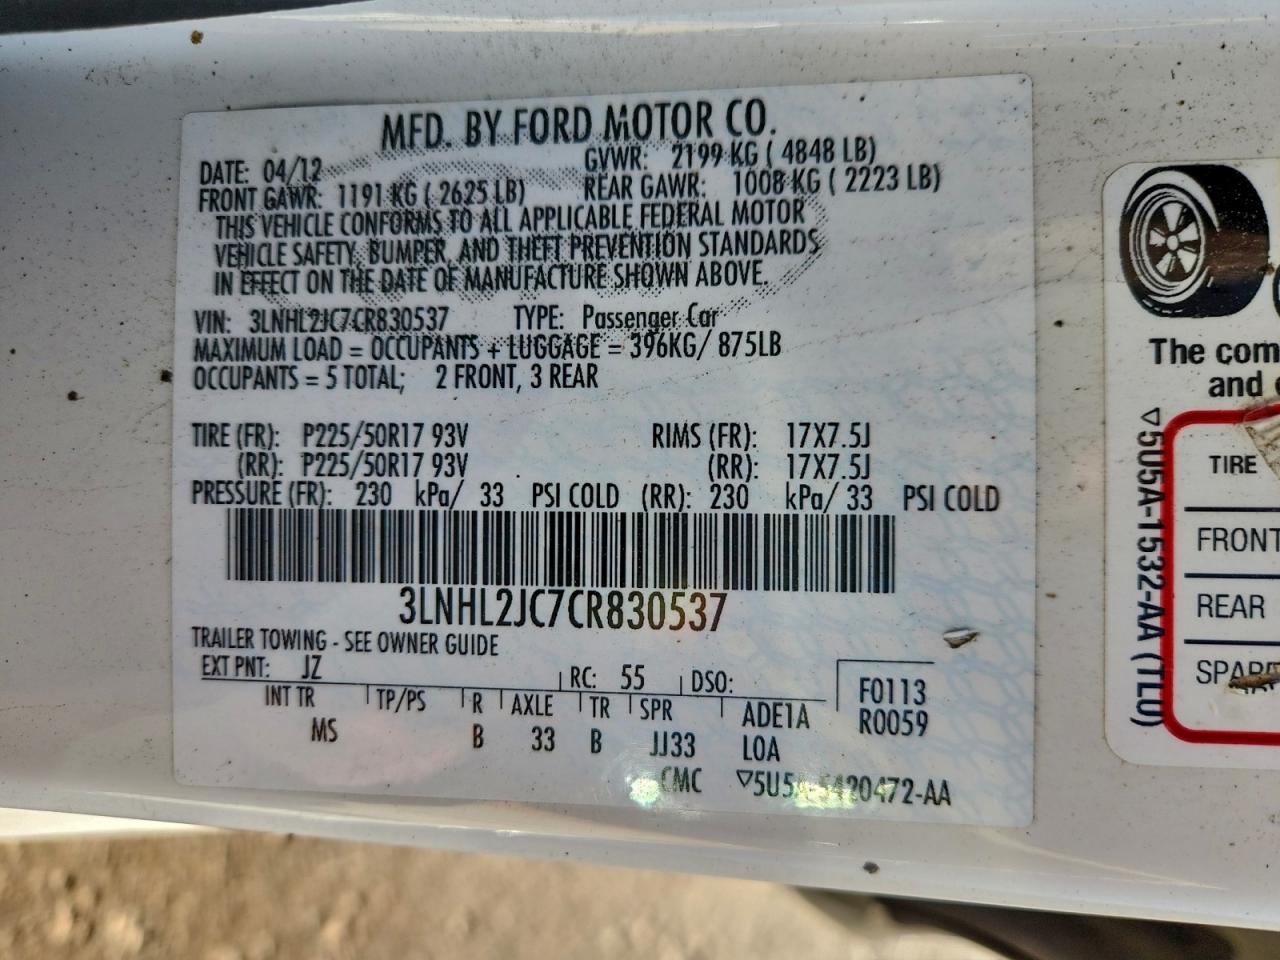 MFD. BY FORD MOTOR CO.
DATE: 04/12 GVWR: 2199 KG ( 4848 LB)
FRONT GAWR: 1191 KG ( 2625 LB) REAR GAWR: 1008 KG ( 2223 LB)
THIS VEHICLE CONFORMS TO ALL APPLICABLE FEDERAL MOTOR
VEHICLE SAFETY, BUMPER, AND THEFT PREVENTION STANDARDS
IN EFFECT ON THE DATE OF MANUFACTURE SHOWN ABOVE.
VIN: 3LNHL2JC7CR830537 TYPE: Passenger Car
MAXIMUM LOAD = OCCUPANTS + LUGGAGE = 396KG/ 875LB
OCCUPANTS = 5 TOTAL; 2 FRONT, 3 REAR
TIRE (FR): P225/50R17 93V RIMS (FR): 17X7.5J
(RR): P225/50R17 93V (RR): 17X7.5J
PRESSURE (FR): 230 kPa/ 33 PSI COLD (RR): 230 kPa/ 33 PSI COLD
3LNHL2JC7CR830537
TRAILER TOWING - SEE OWNER GUIDE
EXT PNT: JZ RC: 55 DSO:
INT TR TP/PS R AXLE TR SPR ADE1A F0113
MS B 33 B JJ33 LOA R0059
CMC ▽5U5A-5420472-AA
The com
and
▽5U5A-1532-AA (TLU)
TIRE
FRONT
REAR